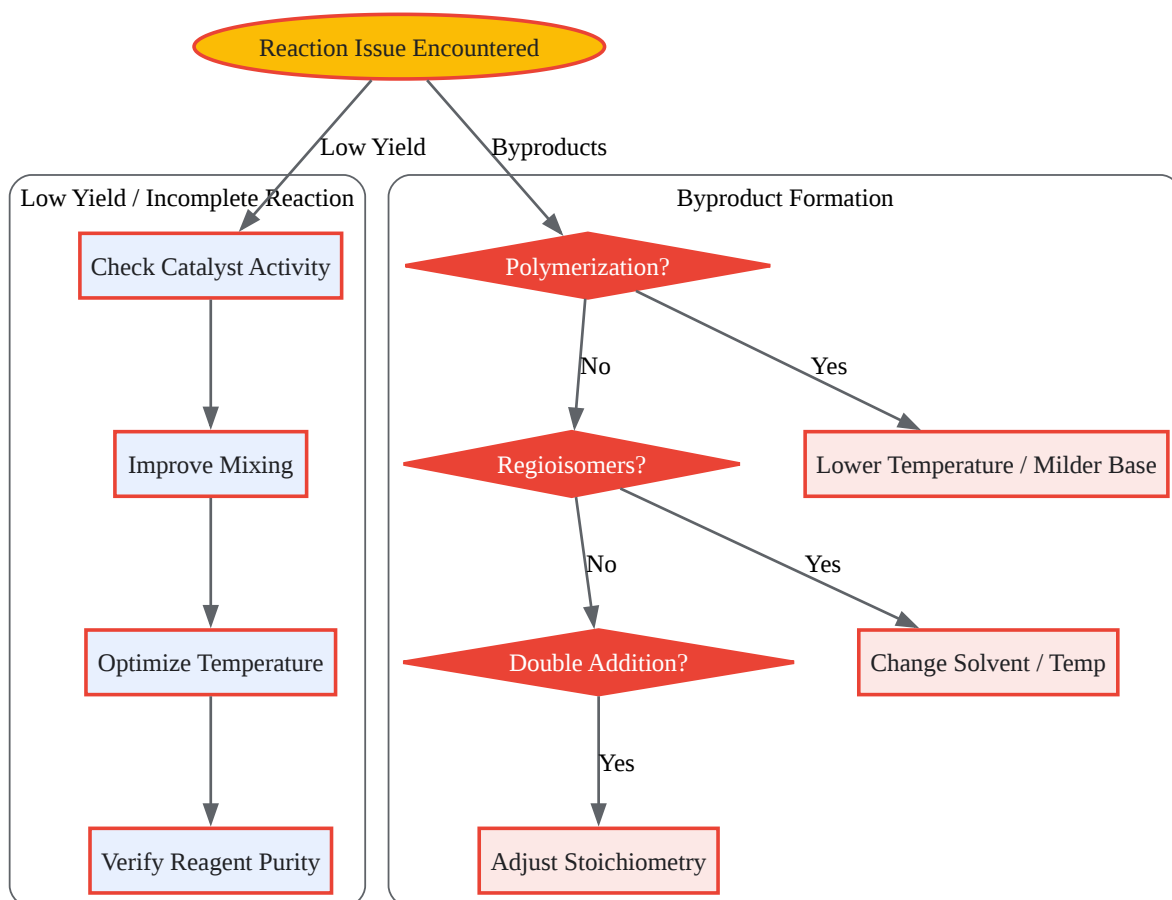 Reaction Issue Encountered
Low Yield
Byproducts
Low Yield / Incomplete Reaction
Byproduct Formation
Check Catalyst Activity
Polymerization?
No
Yes
Improve Mixing
Regioisomers?
Lower Temperature / Milder Base
No
Yes
Optimize Temperature
Double Addition?
Change Solvent / Temp
Yes
Verify Reagent Purity
Adjust Stoichiometry